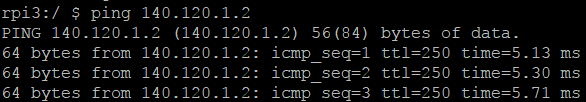 rpi3:/ $ ping 140.120.1.2
PING 140.120.1.2 (140.120.1.2) 56(84) bytes of data.
64 bytes from 140.120.1.2: icmp_seq=1 ttl=250 time=5.13 ms
64 bytes from 140.120.1.2: icmp_seq=2 ttl=250 time=5.30 ms
64 bytes from 140.120.1.2: icmp_seq=3 ttl=250 time=5.71 ms